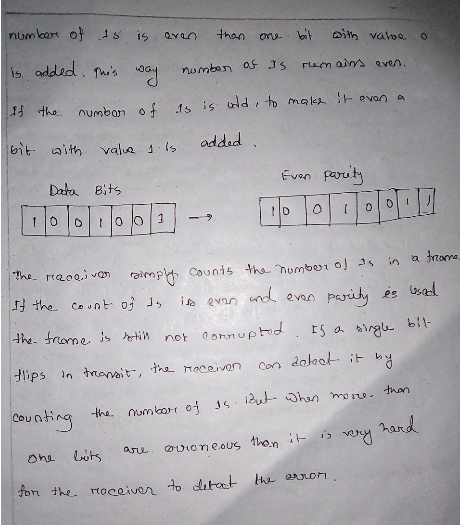 number of 1s is even than one bit with value 0
is added. This way number of 1s remains even.
If the number of 1s is odd, to make it even a
bit with value 1 is added.
Data Bits
Even parity
1 0 0 1 0 0 1 → 1 0 0 1 0 0 1 1
The receiver simply counts the number of 1s in a frame
If the count of 1s is even and even parity is used
the frame is still not corrupted. If a single bit
flips in transit, the receiver can detect it by
counting the number of 1s. But when more than
one bits are erroneous then it is very hard
for the receiver to detect the error.